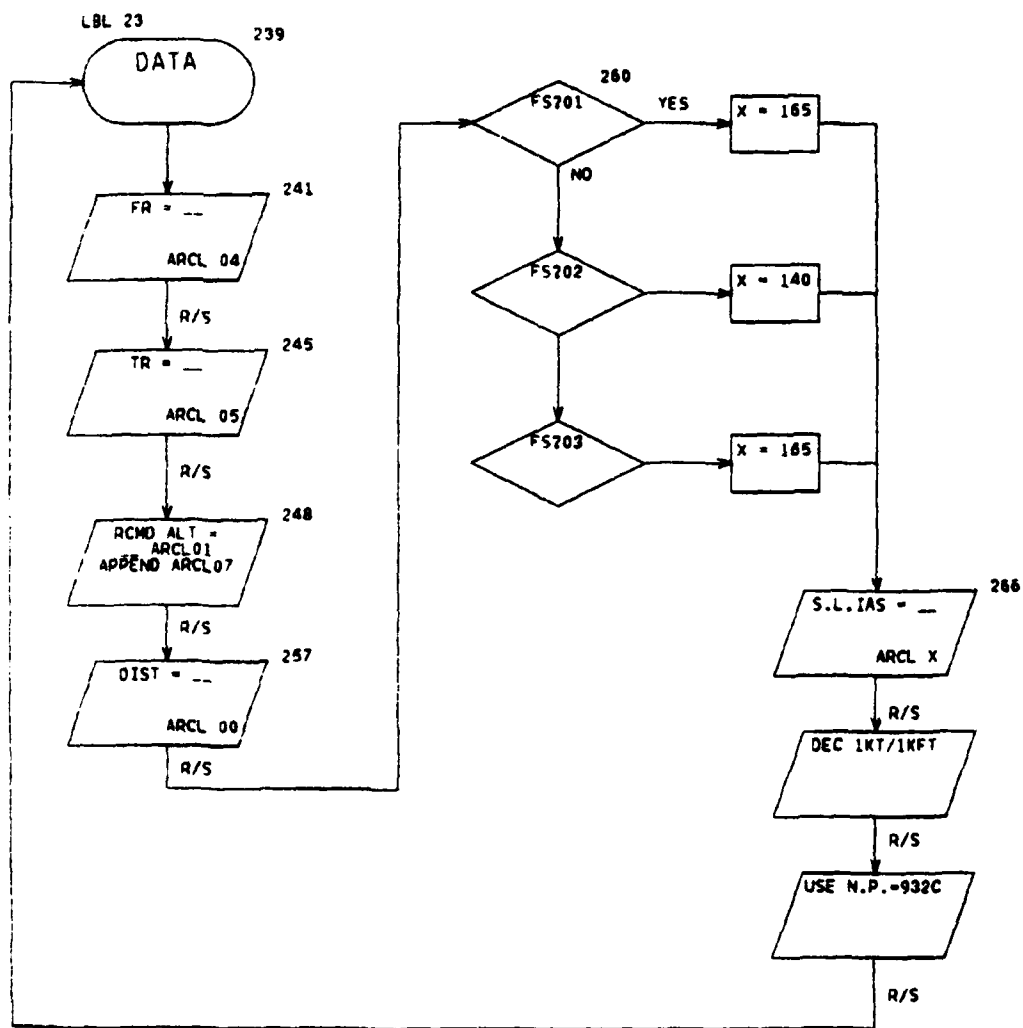 LBL 23
239
DATA
241
FR = __
ARCL 04
R/S
245
TR = __
ARCL 05
R/S
248
RCMD ALT =
__ ARCL01
APPEND ARCL07
R/S
257
DIST = __
ARCL 00
R/S
260
FS?01
YES
X = 165
NO
FS?02
X = 140
FS?03
X = 165
266
S.L.IAS = __
ARCL X
R/S
DEC 1KT/1KFT
R/S
USE N.P.=932C
R/S